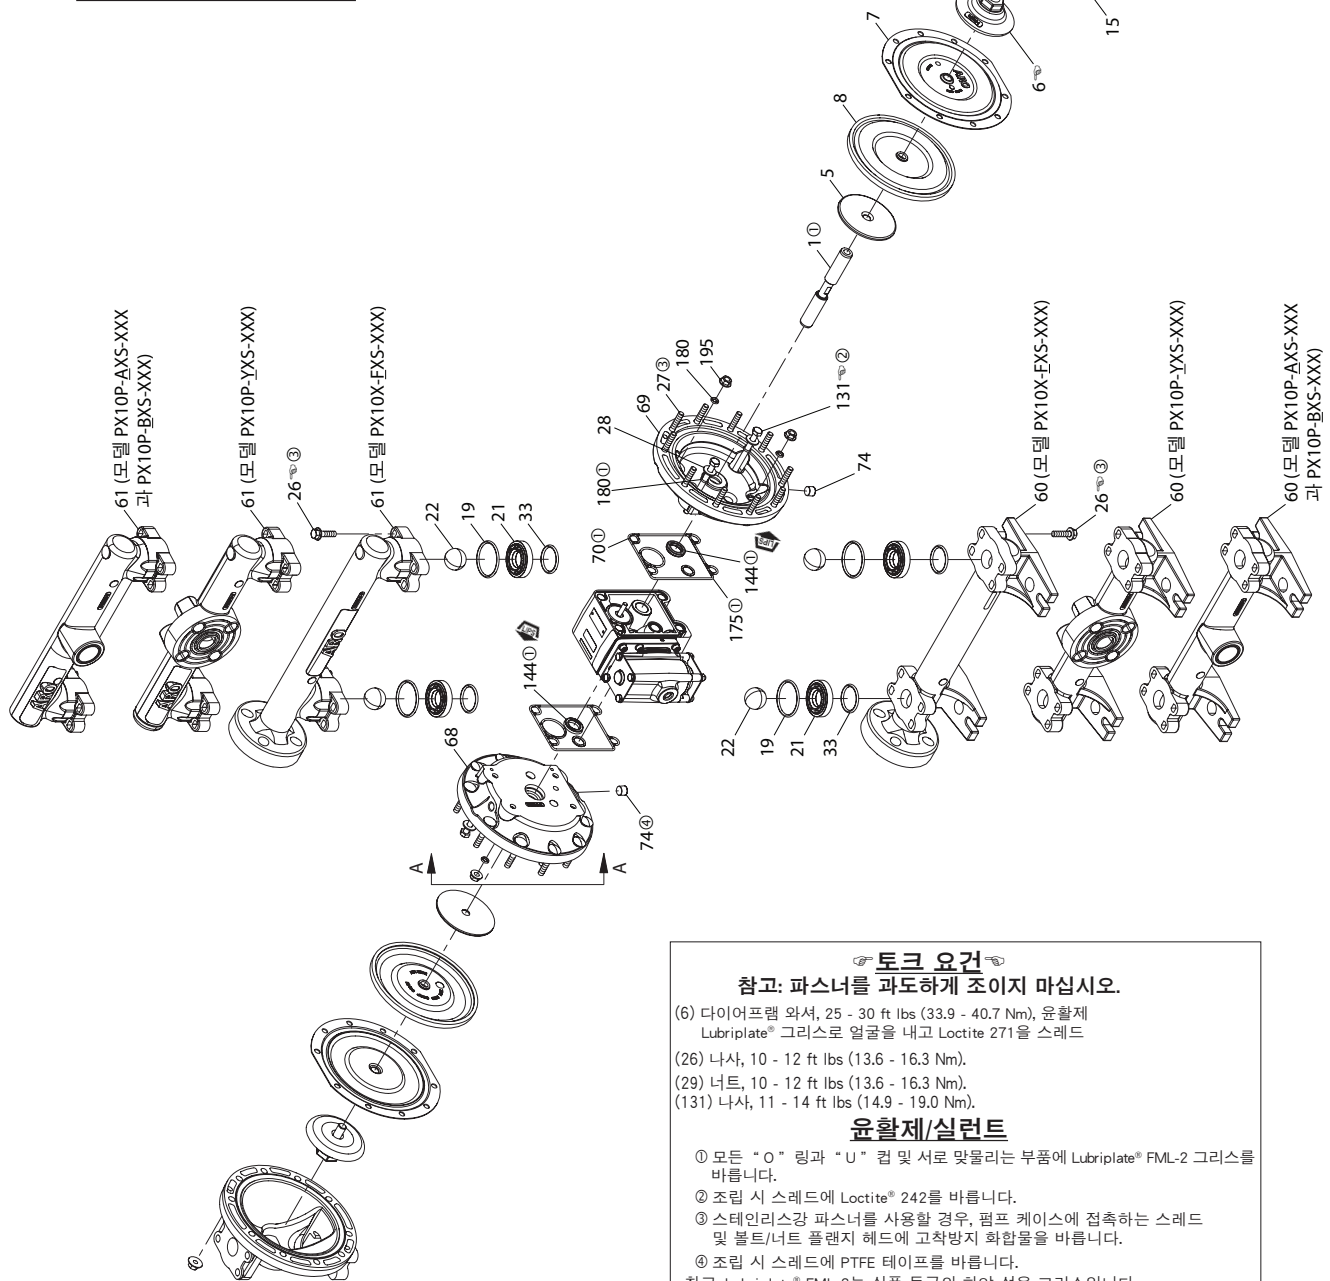 15
7
6
8
5
1①
61 (모델 PX10P-AXS-XXX
과 PX10P-BXS-XXX)
61 (모델 PX10P-YXS-XXX)
26 ③
61 (모델 PX10X-FXS-XXX)
22
19
21
33
28
69
27③
180
195
131 ②
180①
74
70①
144①
175①
144①
68
74④
A
A
ARO
ARO
ARO
LIPS
LIPS
60 (모델 PX10X-FXS-XXX)
26 ③
60 (모델 PX10P-YXS-XXX)
60 (모델 PX10P-AXS-XXX
과 PX10P-BXS-XXX)
22
19
21
33
☞토크 요건☜
참고: 파스너를 과도하게 조이지 마십시오.
(6) 다이어프램 와셔, 25 - 30 ft lbs (33.9 - 40.7 Nm), 윤활제
Lubriplate® 그리스로 얼굴을 내고 Loctite 271을 스레드
(26) 나사, 10 - 12 ft lbs (13.6 - 16.3 Nm).
(29) 너트, 10 - 12 ft lbs (13.6 - 16.3 Nm).
(131) 나사, 11 - 14 ft lbs (14.9 - 19.0 Nm).
윤활제/실런트
① 모든 “O” 링과 “U” 컵 및 서로 맞물리는 부품에 Lubriplate® FML-2 그리스를
바릅니다.
② 조립 시 스레드에 Loctite® 242를 바릅니다.
③ 스테인리스강 파스너를 사용할 경우, 펌프 케이스에 접촉하는 스레드
및 볼트/너트 플랜지 헤드에 고착방지 화합물을 바릅니다.
④ 조립 시 스레드에 PTFE 테이프를 바릅니다.